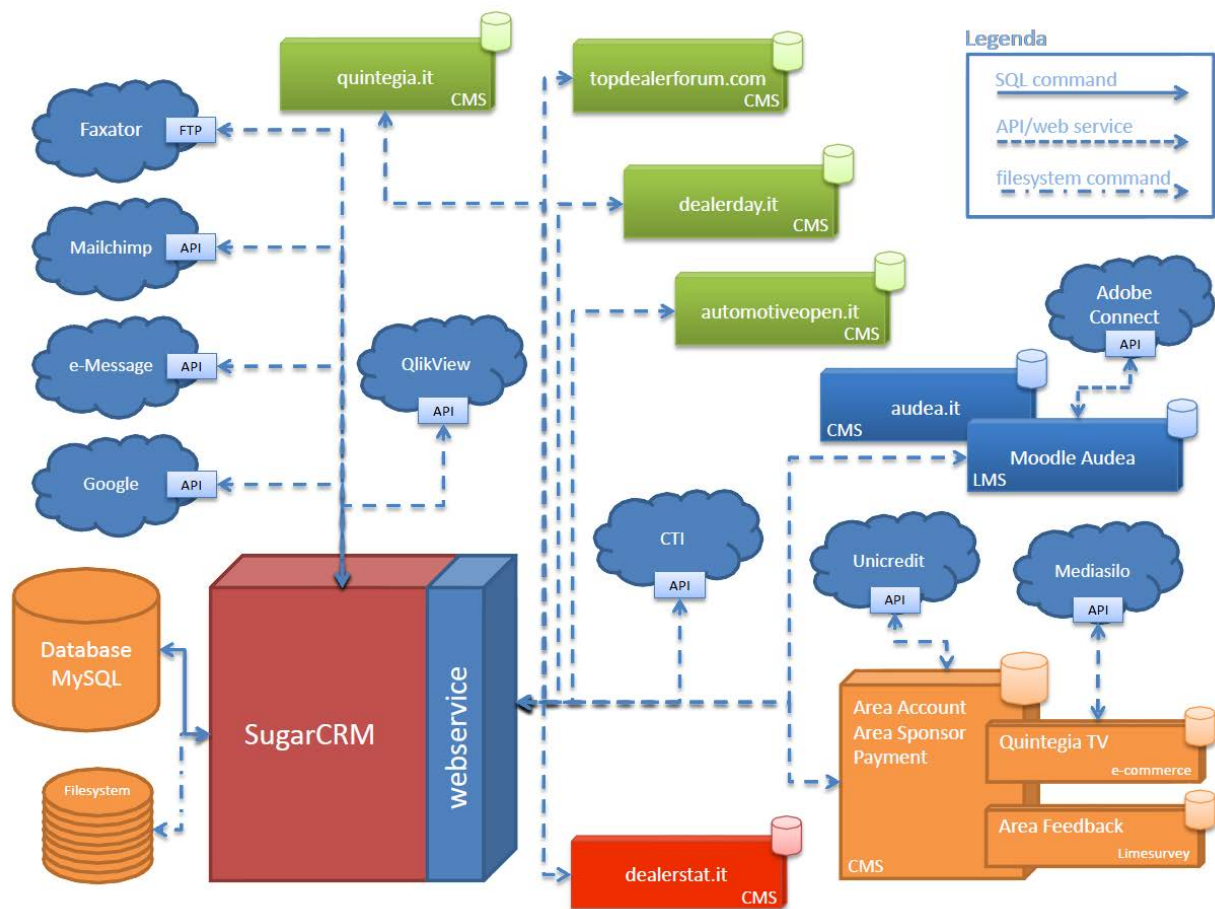 quintegia.it
CMS
topdealerforum.com
CMS
Legenda
SQL command
API/web service
filesystem command
Faxator
FTP
dealerday.it
CMS
Mailchimp
API
automotiveopen.it
CMS
Adobe
Connect
API
e-Message
API
QlikView
API
audea.it
CMS
Moodle Audea
LMS
Google
API
CTI
API
Unicredit
API
Mediasilo
API
Database
MySQL
Filesystem
SugarCRM
webservice
Area Account
Area Sponsor
Payment
CMS
Quintegia TV
e-commerce
Area Feedback
Limesurvey
dealerstat.it
CMS